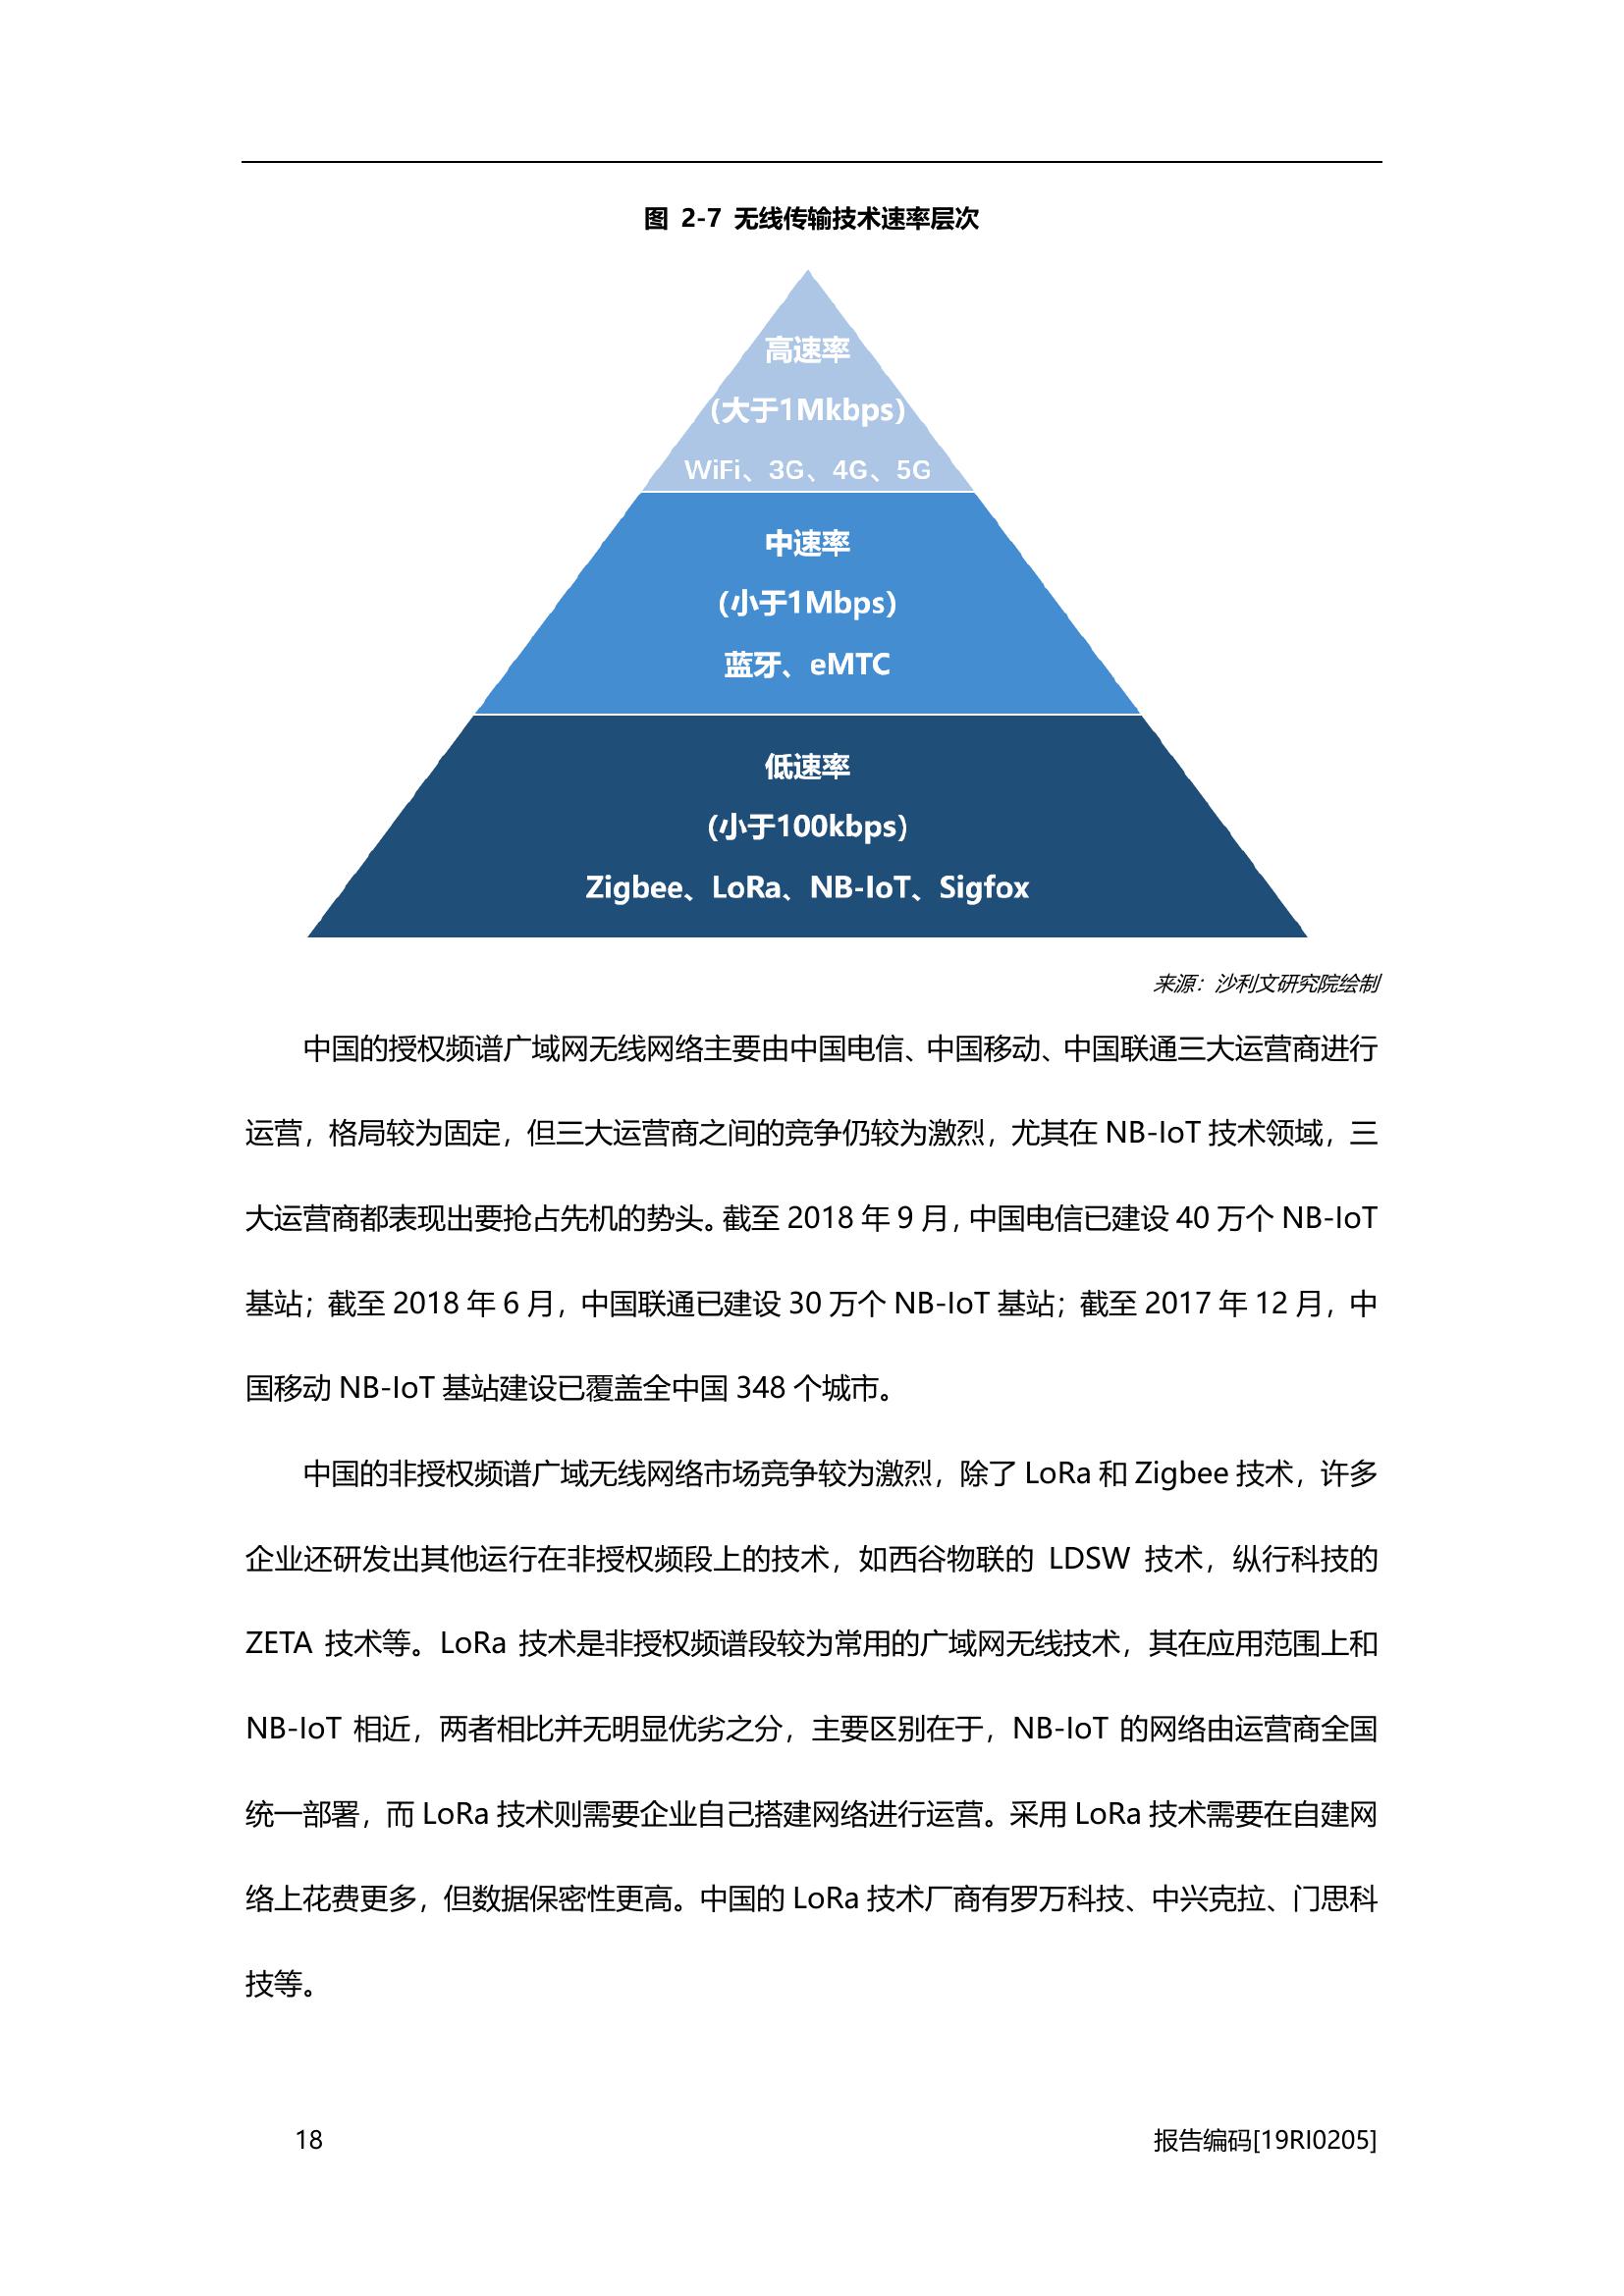 图 2-7 无线传输技术速率层次
高速率
(大于1Mkbps)
WiFi、3G、4G、5G
中速率
(小于1Mbps)
蓝牙、eMTC
低速率
(小于100kbps)
Zigbee、LoRa、NB-IoT、Sigfox
来源：沙利文研究院绘制
中国的授权频谱广域网无线网络主要由中国电信、中国移动、中国联通三大运营商进行
运营，格局较为固定，但三大运营商之间的竞争仍较为激烈，尤其在 NB-IoT 技术领域，三
大运营商都表现出要抢占先机的势头。截至 2018 年 9 月，中国电信已建设 40 万个 NB-IoT
基站；截至 2018 年 6 月，中国联通已建设 30 万个 NB-IoT 基站；截至 2017 年 12 月，中
国移动 NB-IoT 基站建设已覆盖全中国 348 个城市。
中国的非授权频谱广域无线网络市场竞争较为激烈，除了 LoRa 和 Zigbee 技术，许多
企业还研发出其他运行在非授权频段上的技术，如西谷物联的 LDSW 技术，纵行科技的
ZETA 技术等。LoRa 技术是非授权频谱段较为常用的广域网无线技术，其在应用范围上和
NB-IoT 相近，两者相比并无明显优劣之分，主要区别在于，NB-IoT 的网络由运营商全国
统一部署，而 LoRa 技术则需要企业自己搭建网络进行运营。采用 LoRa 技术需要在自建网
络上花费更多，但数据保密性更高。中国的 LoRa 技术厂商有罗万科技、中兴克拉、门思科
技等。
18
报告编码[19RI0205]